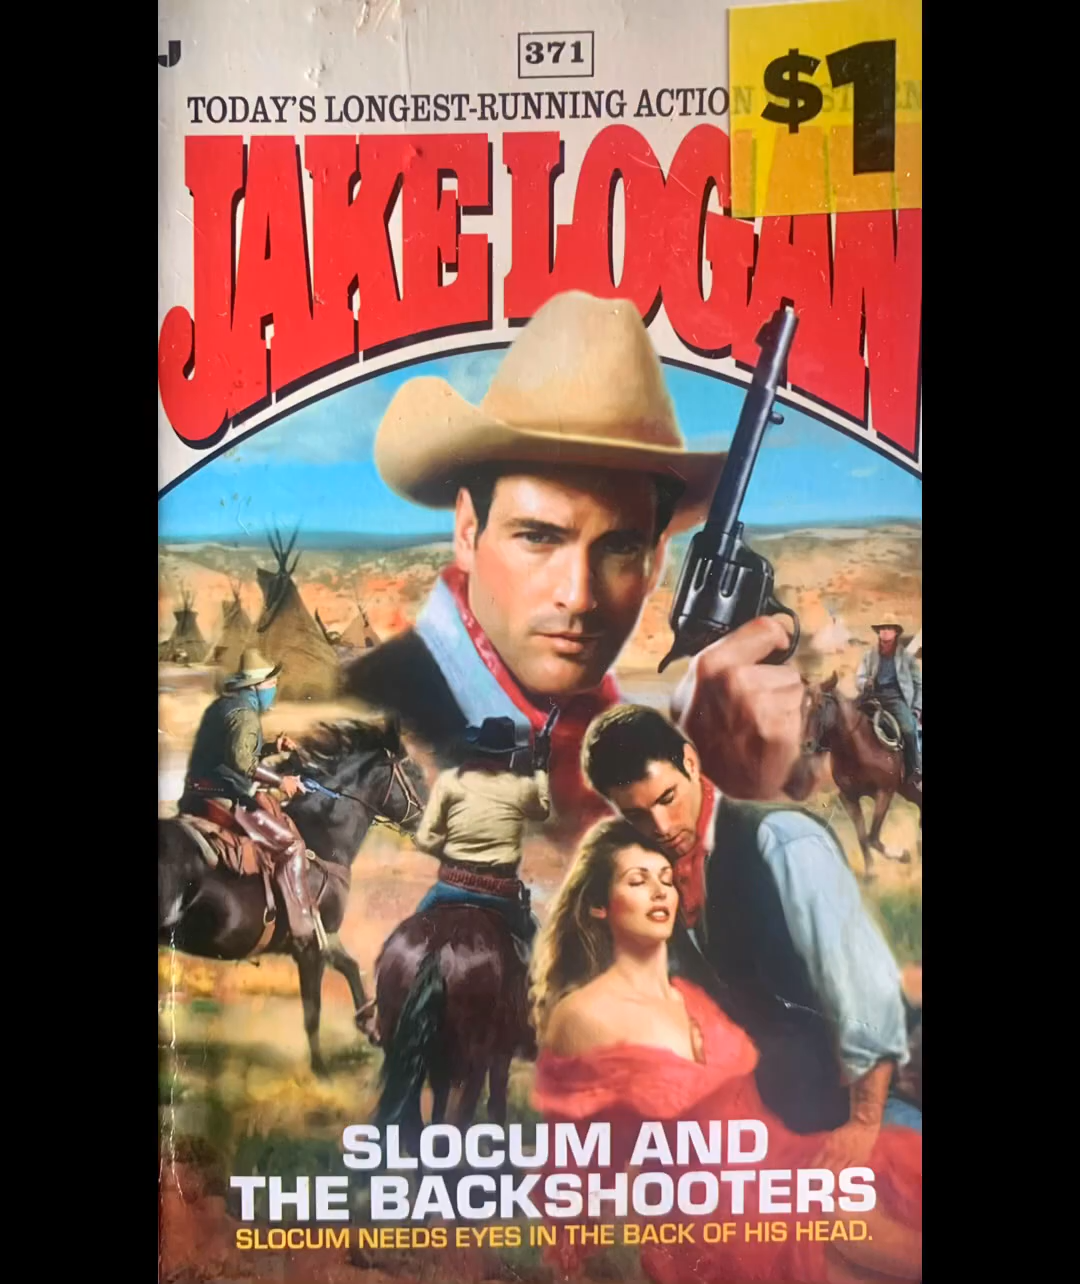 J
371
$1
TODAY'S LONGEST-RUNNING ACTION
JAKE LOGAN
SLOCUM AND
THE BACKSHOOTERS
SLOCUM NEEDS EYES IN THE BACK OF HIS HEAD.